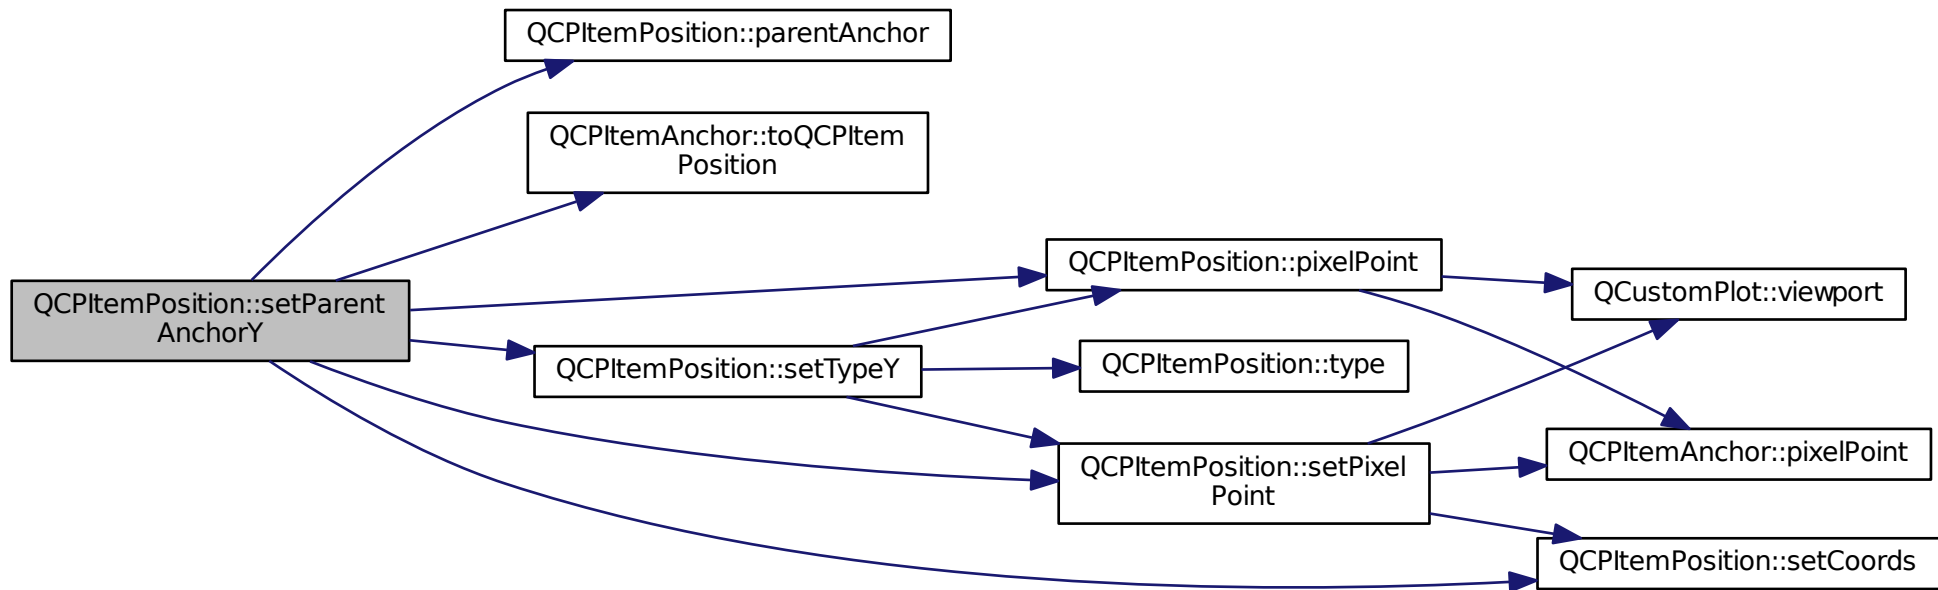 QCPItemPosition::parentAnchor
QCPItemAnchor::toQCPItem
Position
QCPItemPosition::setParent
AnchorY
QCPItemPosition::pixelPoint
QCustomPlot::viewport
QCPItemPosition::setTypeY
QCPItemPosition::type
QCPItemPosition::setPixel
Point
QCPItemAnchor::pixelPoint
QCPItemPosition::setCoords